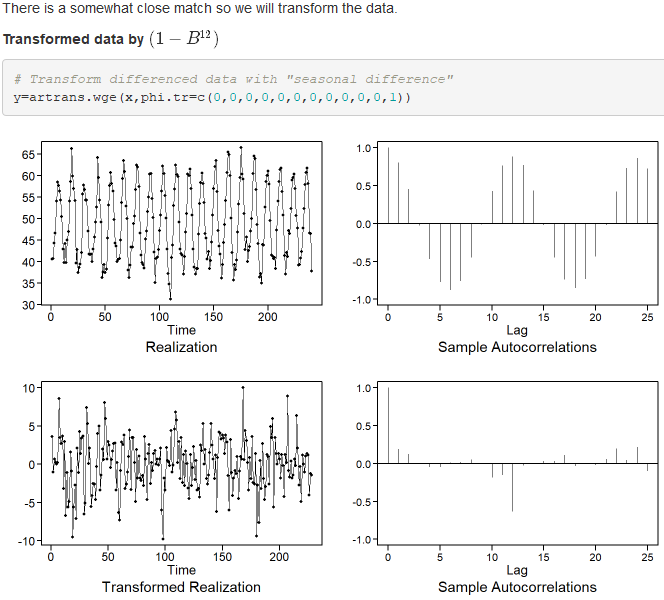 There is a somewhat close match so we will transform the data.
Transformed data by (1 − B¹²)
# Transform differenced data with "seasonal difference"
y=artrans.wge(x,phi.tr=c(0,0,0,0,0,0,0,0,0,0,0,1))
65
60
55
50
45
40
35
30
0 50 100 150 200
Time
Realization
1.0
0.5
0.0
-0.5
-1.0
0 5 10 15 20 25
Lag
Sample Autocorrelations
10
5
0
-5
-10
0 50 100 150 200
Time
Transformed Realization
1.0
0.5
0.0
-0.5
-1.0
0 5 10 15 20 25
Lag
Sample Autocorrelations